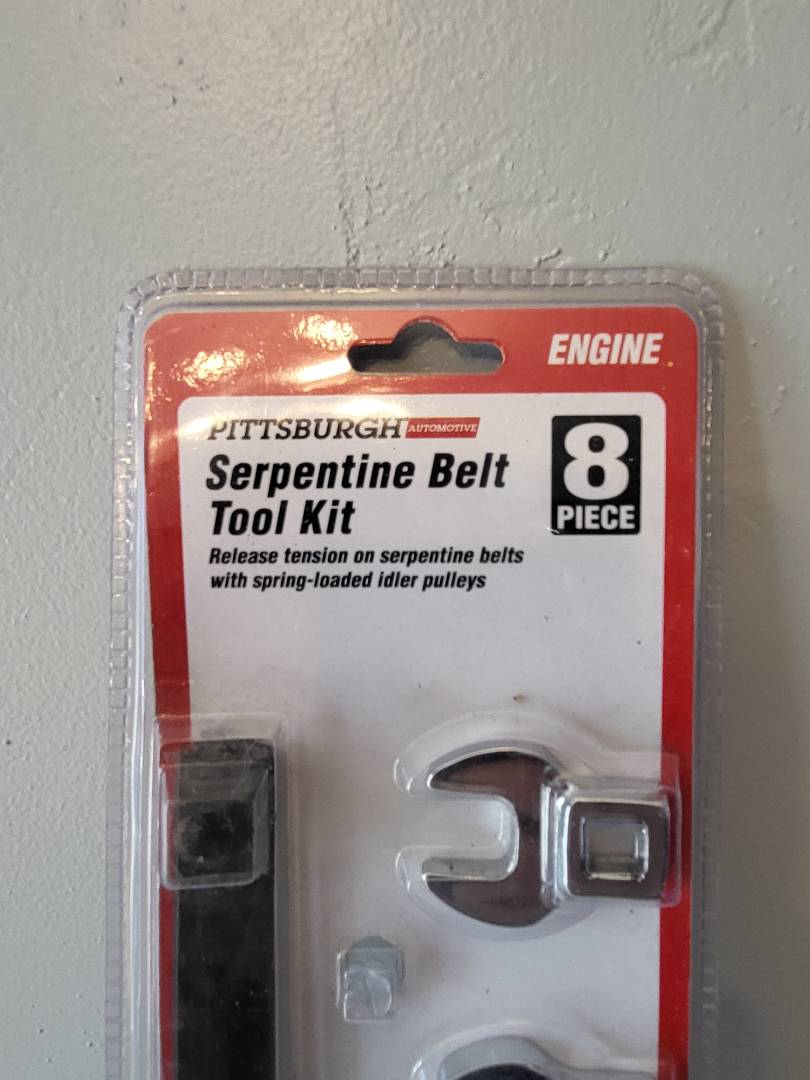 ENGINE
PITTSBURGH AUTOMOTIVE
Serpentine Belt
Tool Kit
8
PIECE
Release tension on serpentine belts
with spring-loaded idler pulleys